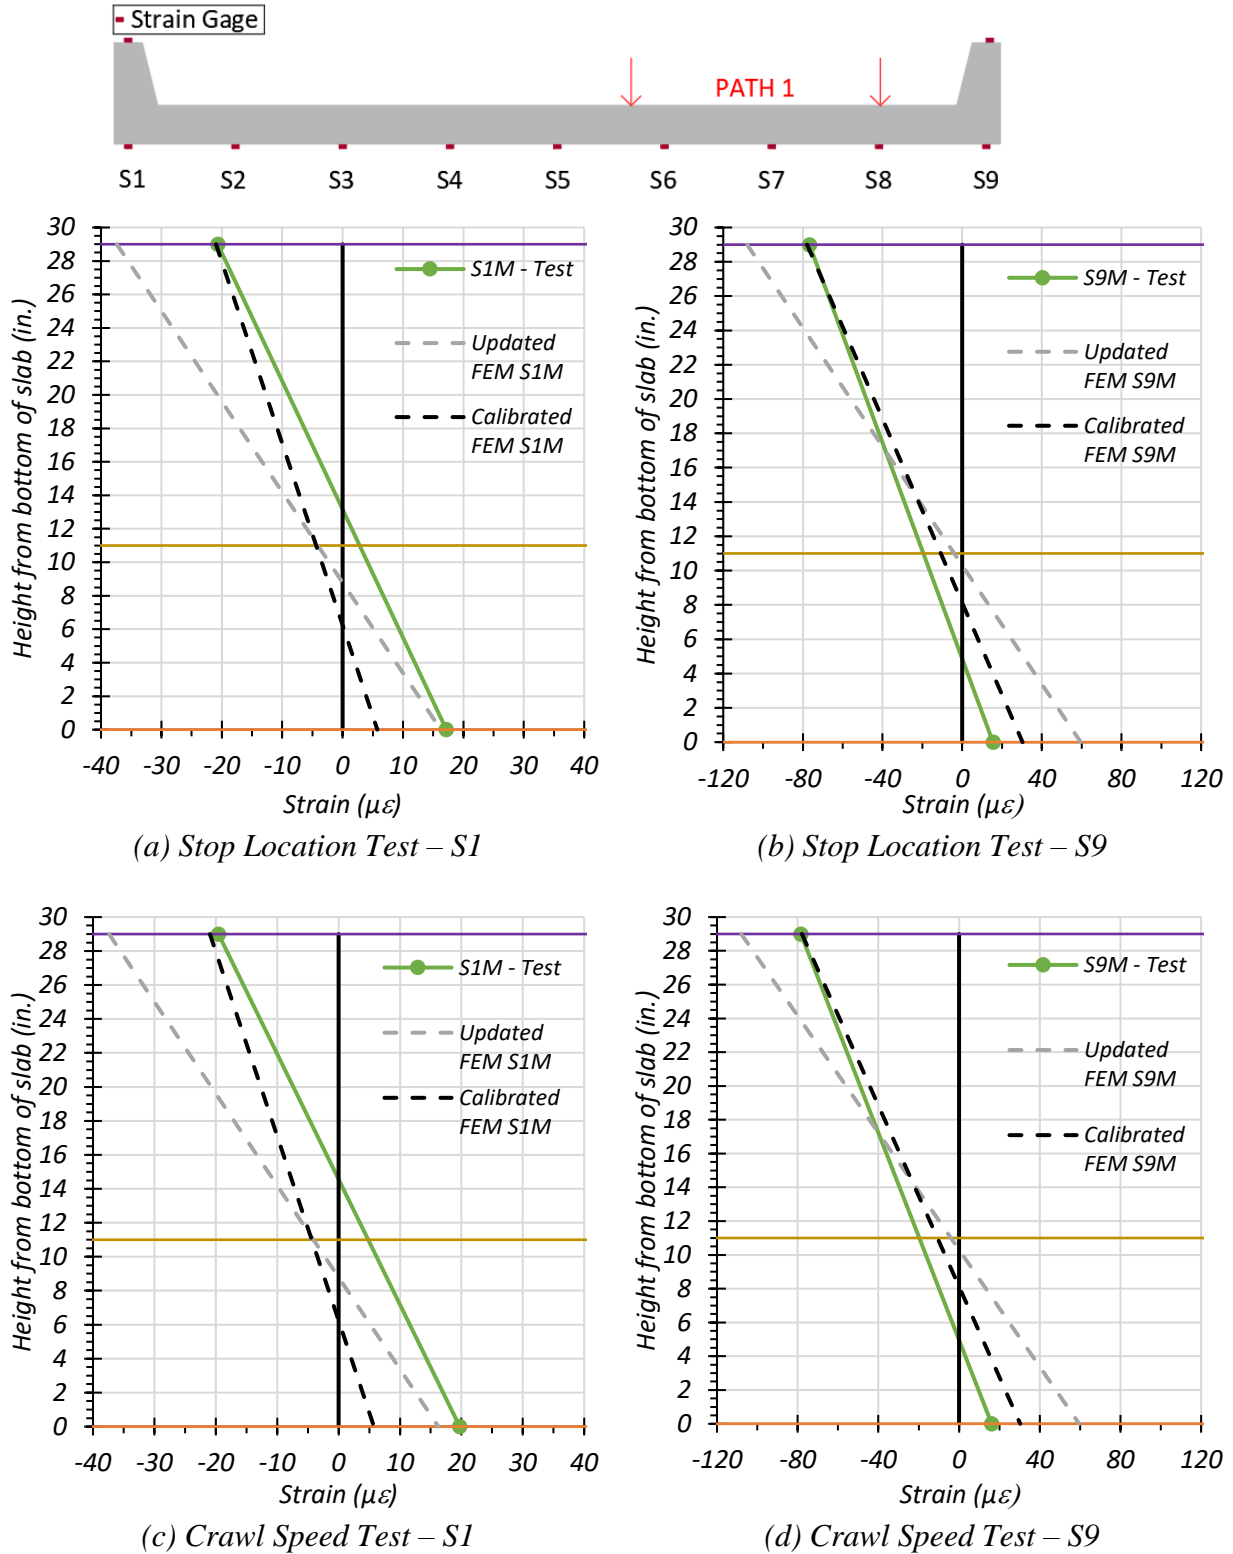 Strain Gage
PATH 1
S1 S2 S3 S4 S5 S6 S7 S8 S9
30
28
26
24
22
20
18
16
14
12
10
8
6
4
2
0
Height from bottom of slab (in.)
S1M - Test
Updated
FEM S1M
Calibrated
FEM S1M
-40 -30 -20 -10 0 10 20 30 40
Strain (με)
(a) Stop Location Test – S1
30
28
26
24
22
20
18
16
14
12
10
8
6
4
2
0
Height from bottom of slab (in.)
S9M - Test
Updated
FEM S9M
Calibrated
FEM S9M
-120 -80 -40 0 40 80 120
Strain (με)
(b) Stop Location Test – S9
30
28
26
24
22
20
18
16
14
12
10
8
6
4
2
0
Height from bottom of slab (in.)
S1M - Test
Updated
FEM S1M
Calibrated
FEM S1M
-40 -30 -20 -10 0 10 20 30 40
Strain (με)
(c) Crawl Speed Test – S1
30
28
26
24
22
20
18
16
14
12
10
8
6
4
2
0
Height from bottom of slab (in.)
S9M - Test
Updated
FEM S9M
Calibrated
FEM S9M
-120 -80 -40 0 40 80 120
Strain (με)
(d) Crawl Speed Test – S9